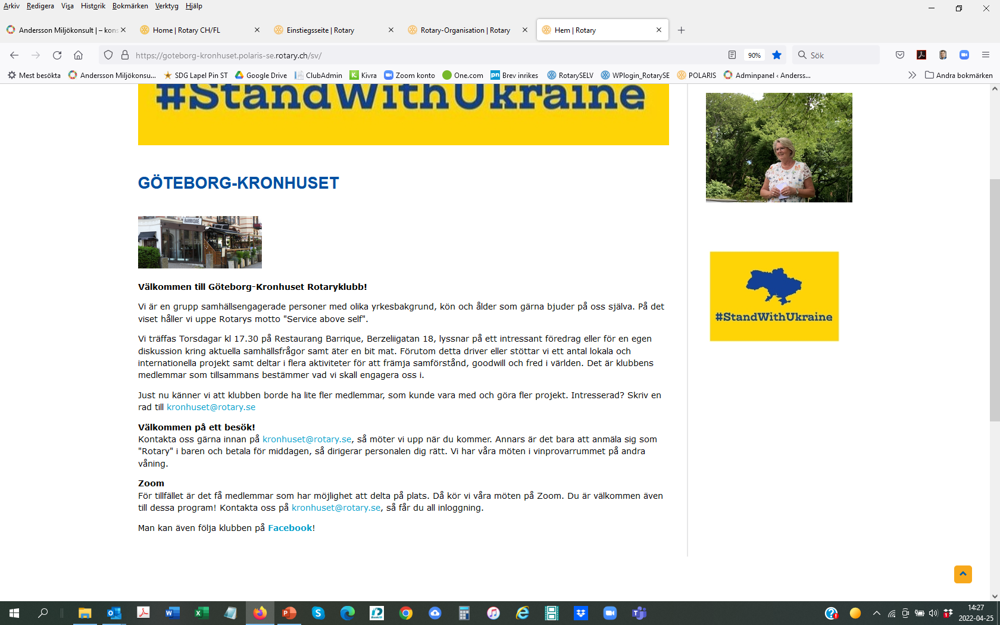 Arkiv Redigera Visa Historik Bokmärken Verktyg Hjälp
Andersson Miljökonsult | – kons
Home | Rotary CH/FL
Einstiegsseite | Rotary
Rotary-Organisation | Rotary
Hem | Rotary
https://goteborg-kronhuset.polaris-se.rotary.ch/sv/
90%
Sök
Mest besökta
Andersson Miljökonsu...
SDG Lapel Pin ST
Google Drive
ClubAdmin
Kivra
Zoom konto
One.com
Brev inrikes
RotarySELV
WPlogin_RotarySE
POLARIS
Adminpanel ‹ Anderss...
Andra bokmärken
#StandWithUkraine
GÖTEBORG-KRONHUSET
BARRIQUE.
Välkommen till Göteborg-Kronhuset Rotaryklubb!
Vi är en grupp samhällsengagerade personer med olika yrkesbakgrund, kön och ålder som gärna bjuder på oss själva. På det
viset håller vi uppe Rotarys motto "Service above self".
Vi träffas Torsdagar kl 17.30 på Restaurang Barrique, Berzeliigatan 18, lyssnar på ett intressant föredrag eller för en egen
diskussion kring aktuella samhällsfrågor samt äter en bit mat. Förutom detta driver eller stöttar vi ett antal lokala och
internationella projekt samt deltar i flera aktiviteter för att främja samförstånd, goodwill och fred i världen. Det är klubbens
medlemmar som tillsammans bestämmer vad vi skall engagera oss i.
Just nu känner vi att klubben borde ha lite fler medlemmar, som kunde vara med och göra fler projekt. Intresserad? Skriv en
rad till kronhuset@rotary.se
Välkommen på ett besök!
Kontakta oss gärna innan på kronhuset@rotary.se, så möter vi upp när du kommer. Annars är det bara att anmäla sig som
"Rotary" i baren och betala för middagen, så dirigerar personalen dig rätt. Vi har våra möten i vinprovarrummet på andra
våning.
Zoom
För tillfället är det få medlemmar som har möjlighet att delta på plats. Då kör vi våra möten på Zoom. Du är välkommen även
till dessa program! Kontakta oss på kronhuset@rotary.se, så får du all inloggning.
Man kan även följa klubben på Facebook!
#StandWithUkraine
14:27
2022-04-25